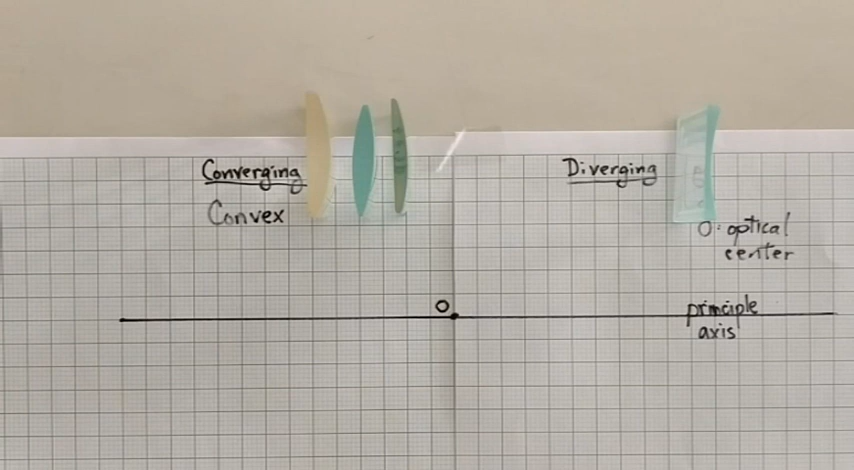 Converging
Convex
Diverging
O: optical
center
O
principle
axis